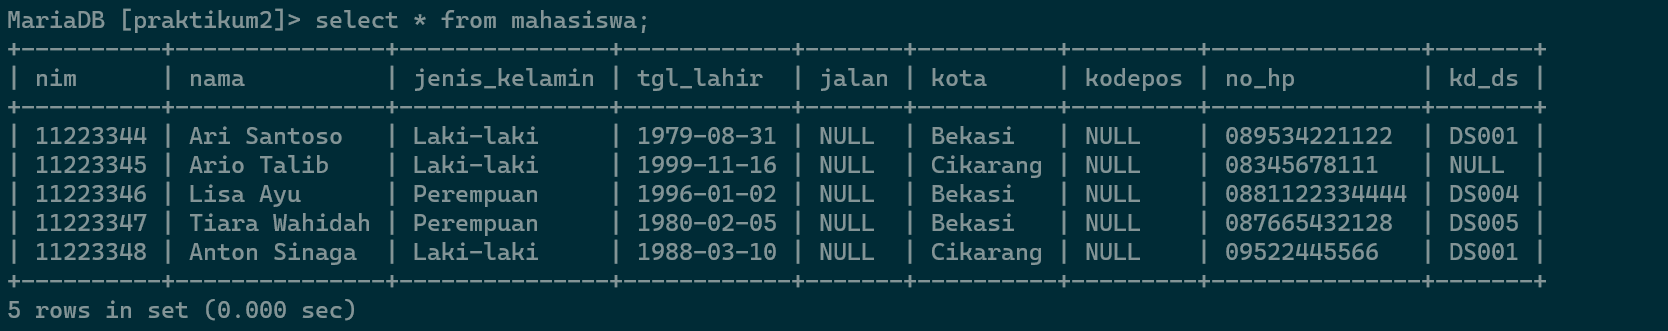 MariaDB [praktikum2]> select * from mahasiswa;
+----------+---------------+---------------+------------+-------+----------+---------+---------------+-------+
| nim      | nama          | jenis_kelamin | tgl_lahir  | jalan | kota     | kodepos | no_hp         | kd_ds |
+----------+---------------+---------------+------------+-------+----------+---------+---------------+-------+
| 11223344 | Ari Santoso   | Laki-laki     | 1979-08-31 | NULL  | Bekasi   | NULL    | 089534221122  | DS001 |
| 11223345 | Ario Talib    | Laki-laki     | 1999-11-16 | NULL  | Cikarang | NULL    | 08345678111   | NULL  |
| 11223346 | Lisa Ayu      | Perempuan     | 1996-01-02 | NULL  | Bekasi   | NULL    | 0881122334444 | DS004 |
| 11223347 | Tiara Wahidah | Perempuan     | 1980-02-05 | NULL  | Bekasi   | NULL    | 087665432128  | DS005 |
| 11223348 | Anton Sinaga  | Laki-laki     | 1988-03-10 | NULL  | Cikarang | NULL    | 09522445566   | DS001 |
+----------+---------------+---------------+------------+-------+----------+---------+---------------+-------+
5 rows in set (0.000 sec)